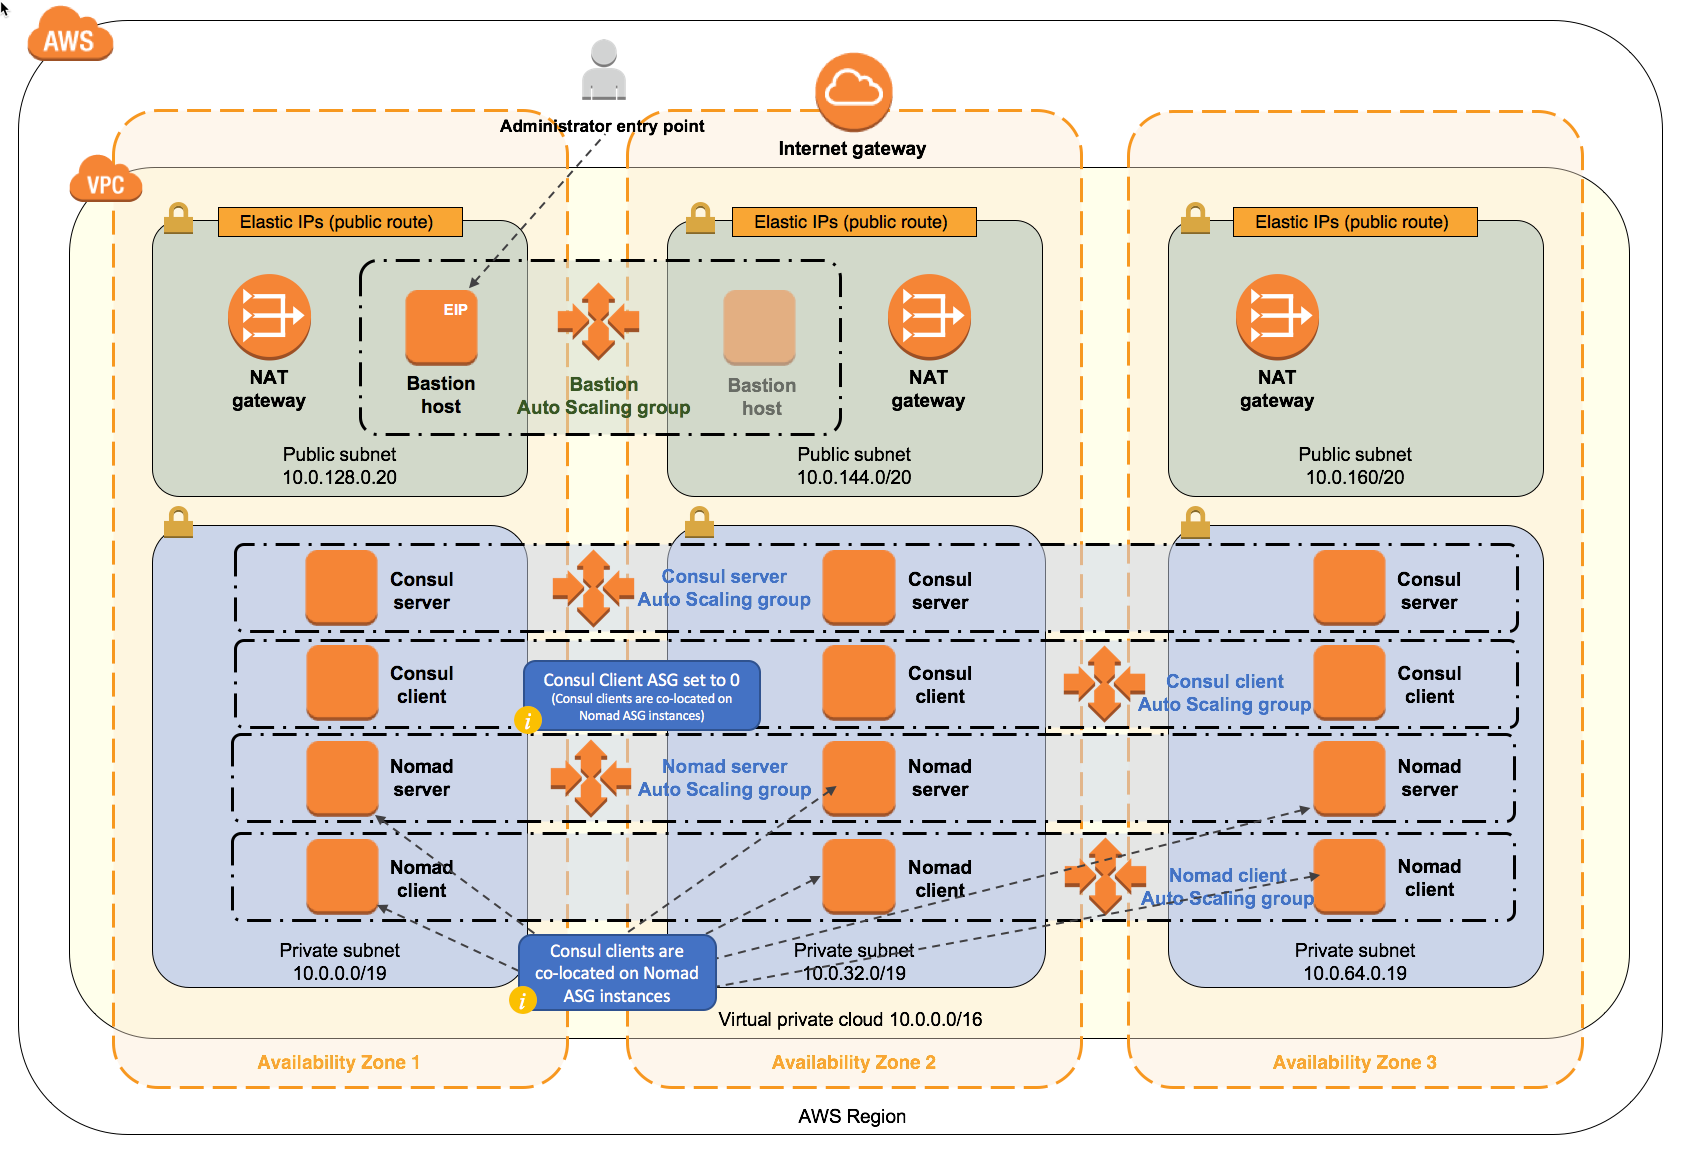 AWS
Administrator entry point
Internet gateway
VPC
Elastic IPs (public route)
Elastic IPs (public route)
Elastic IPs (public route)
EIP
NAT
gateway
Bastion
host
Bastion
Auto Scaling group
Bastion
host
NAT
gateway
NAT
gateway
Public subnet
10.0.128.0.20
Public subnet
10.0.144.0/20
Public subnet
10.0.160/20
Consul
server
Consul server
Auto Scaling group
Consul
server
Consul
server
Consul
client
Consul Client ASG set to 0
(Consul clients are co-located on
Nomad ASG instances)
i
Consul
client
Consul client
Auto Scaling group
Consul
client
Nomad
server
Nomad server
Auto Scaling group
Nomad
server
Nomad
server
Nomad
client
Nomad
client
Nomad client
Auto Scaling group
Nomad
client
Private subnet
10.0.0.0/19
Consul clients are
co-located on Nomad
ASG instances
i
Private subnet
10.0.32.0/19
Private subnet
10.0.64.0.19
Virtual private cloud 10.0.0.0/16
Availability Zone 1
Availability Zone 2
Availability Zone 3
AWS Region